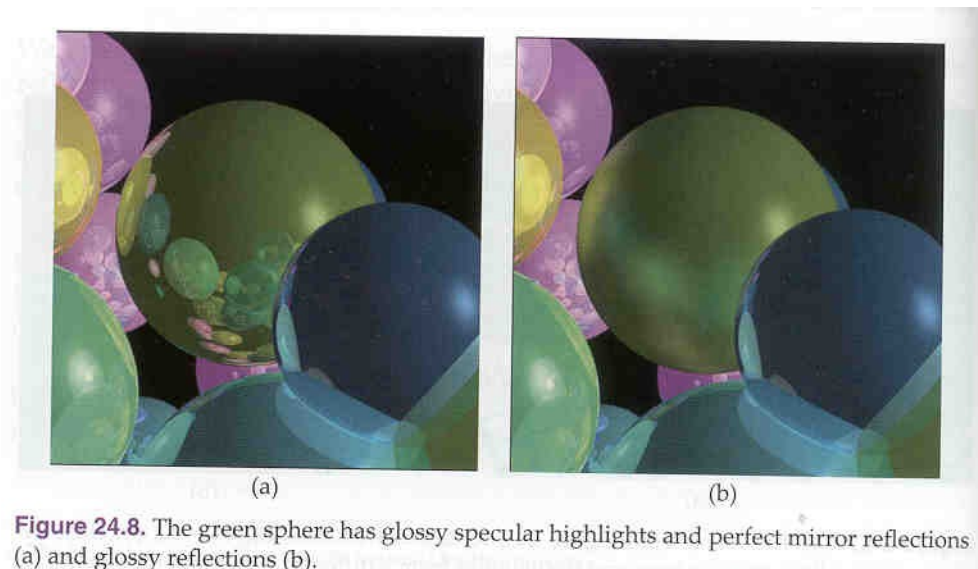 (a)
(b)
Figure 24.8. The green sphere has glossy specular highlights and perfect mirror reflections
(a) and glossy reflections (b).